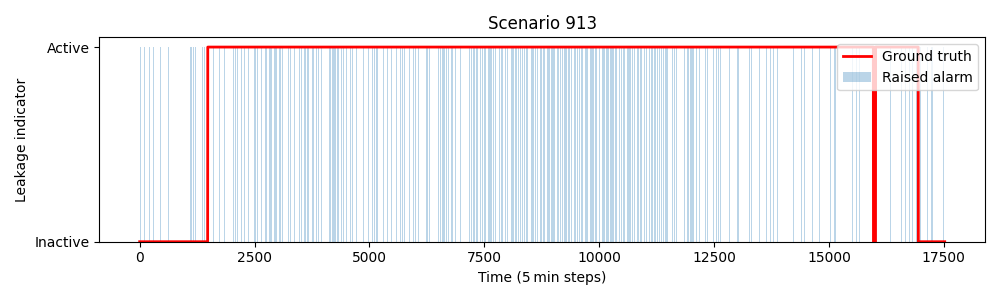 Scenario 913
Active
Inactive
Leakage indicator
Ground truth
Raised alarm
0
2500
5000
7500
10000
12500
15000
17500
Time (5 min steps)